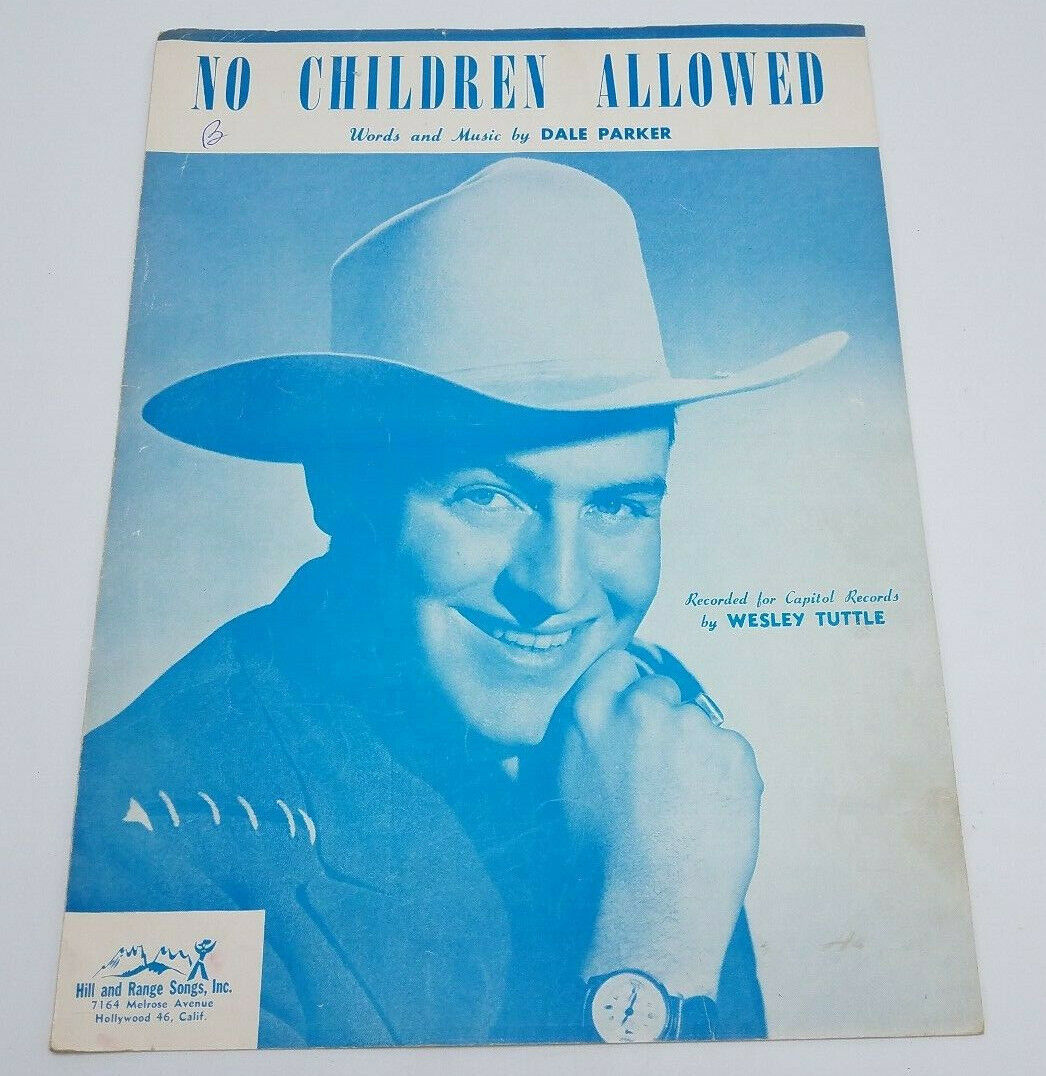 NO CHILDREN ALLOWED
Words and Music by DALE PARKER
B
Recorded for Capitol Records
by WESLEY TUTTLE
Hill and Range Songs, Inc.
7164 Melrose Avenue
Hollywood 46, Calif.